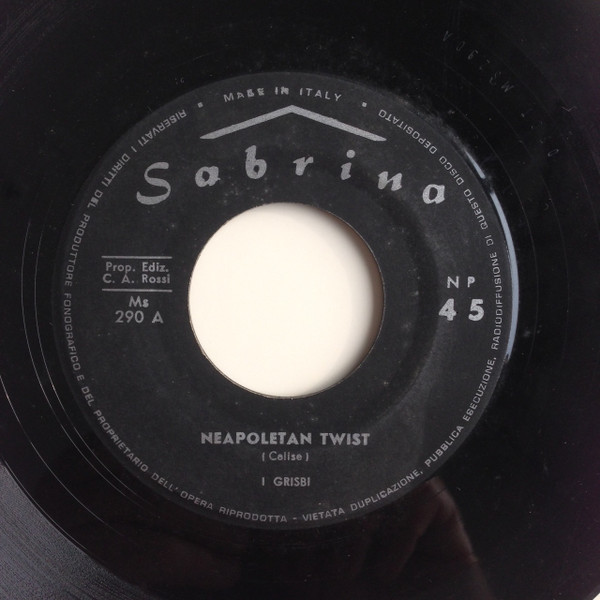 MADE IN ITALY
RISERVATI I DIRITTI DEL PRODUTTORE FONOGRAFICO E DEL PROPRIETARIO DELL'OPERA RIPRODOTTA - VIETATA DUPLICAZIONE, PUBBLICA ESECUZIONE, RADIODIFFUSIONE DI QUESTO DISCO DEPOSITATO
Sabrina
Prop. Ediz.
C. A. Rossi
Ms
290 A
NP
45
NEAPOLETAN TWIST
(Calise)
I GRISBI